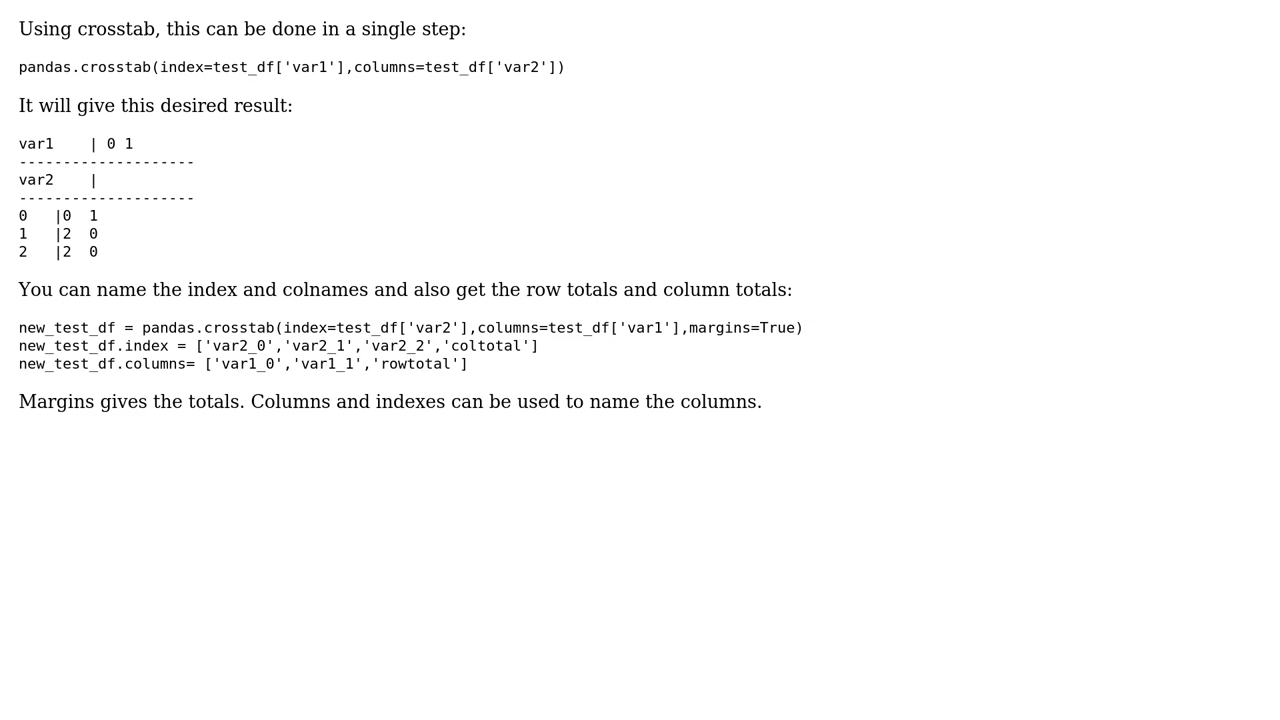 Using crosstab, this can be done in a single step:
pandas.crosstab(index=test_df['var1'],columns=test_df['var2'])
It will give this desired result:
var1    | 0 1
--------------------
var2    |
--------------------
0   |0  1
1   |2  0
2   |2  0
You can name the index and colnames and also get the row totals and column totals:
new_test_df = pandas.crosstab(index=test_df['var2'],columns=test_df['var1'],margins=True)
new_test_df.index = ['var2_0','var2_1','var2_2','coltotal']
new_test_df.columns= ['var1_0','var1_1','rowtotal']
Margins gives the totals. Columns and indexes can be used to name the columns.